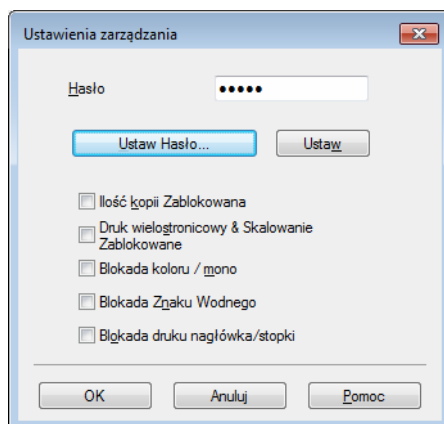 Ustawienia zarządzania
Hasło
•••••
Ustaw Hasło...
Ustaw
Ilość kopii Zablokowana
Druk wielostronicowy & Skalowanie
Zablokowane
Blokada koloru / mono
Blokada Znaku Wodnego
Blokada druku nagłówka/stopki
OK
Anuluj
Pomoc